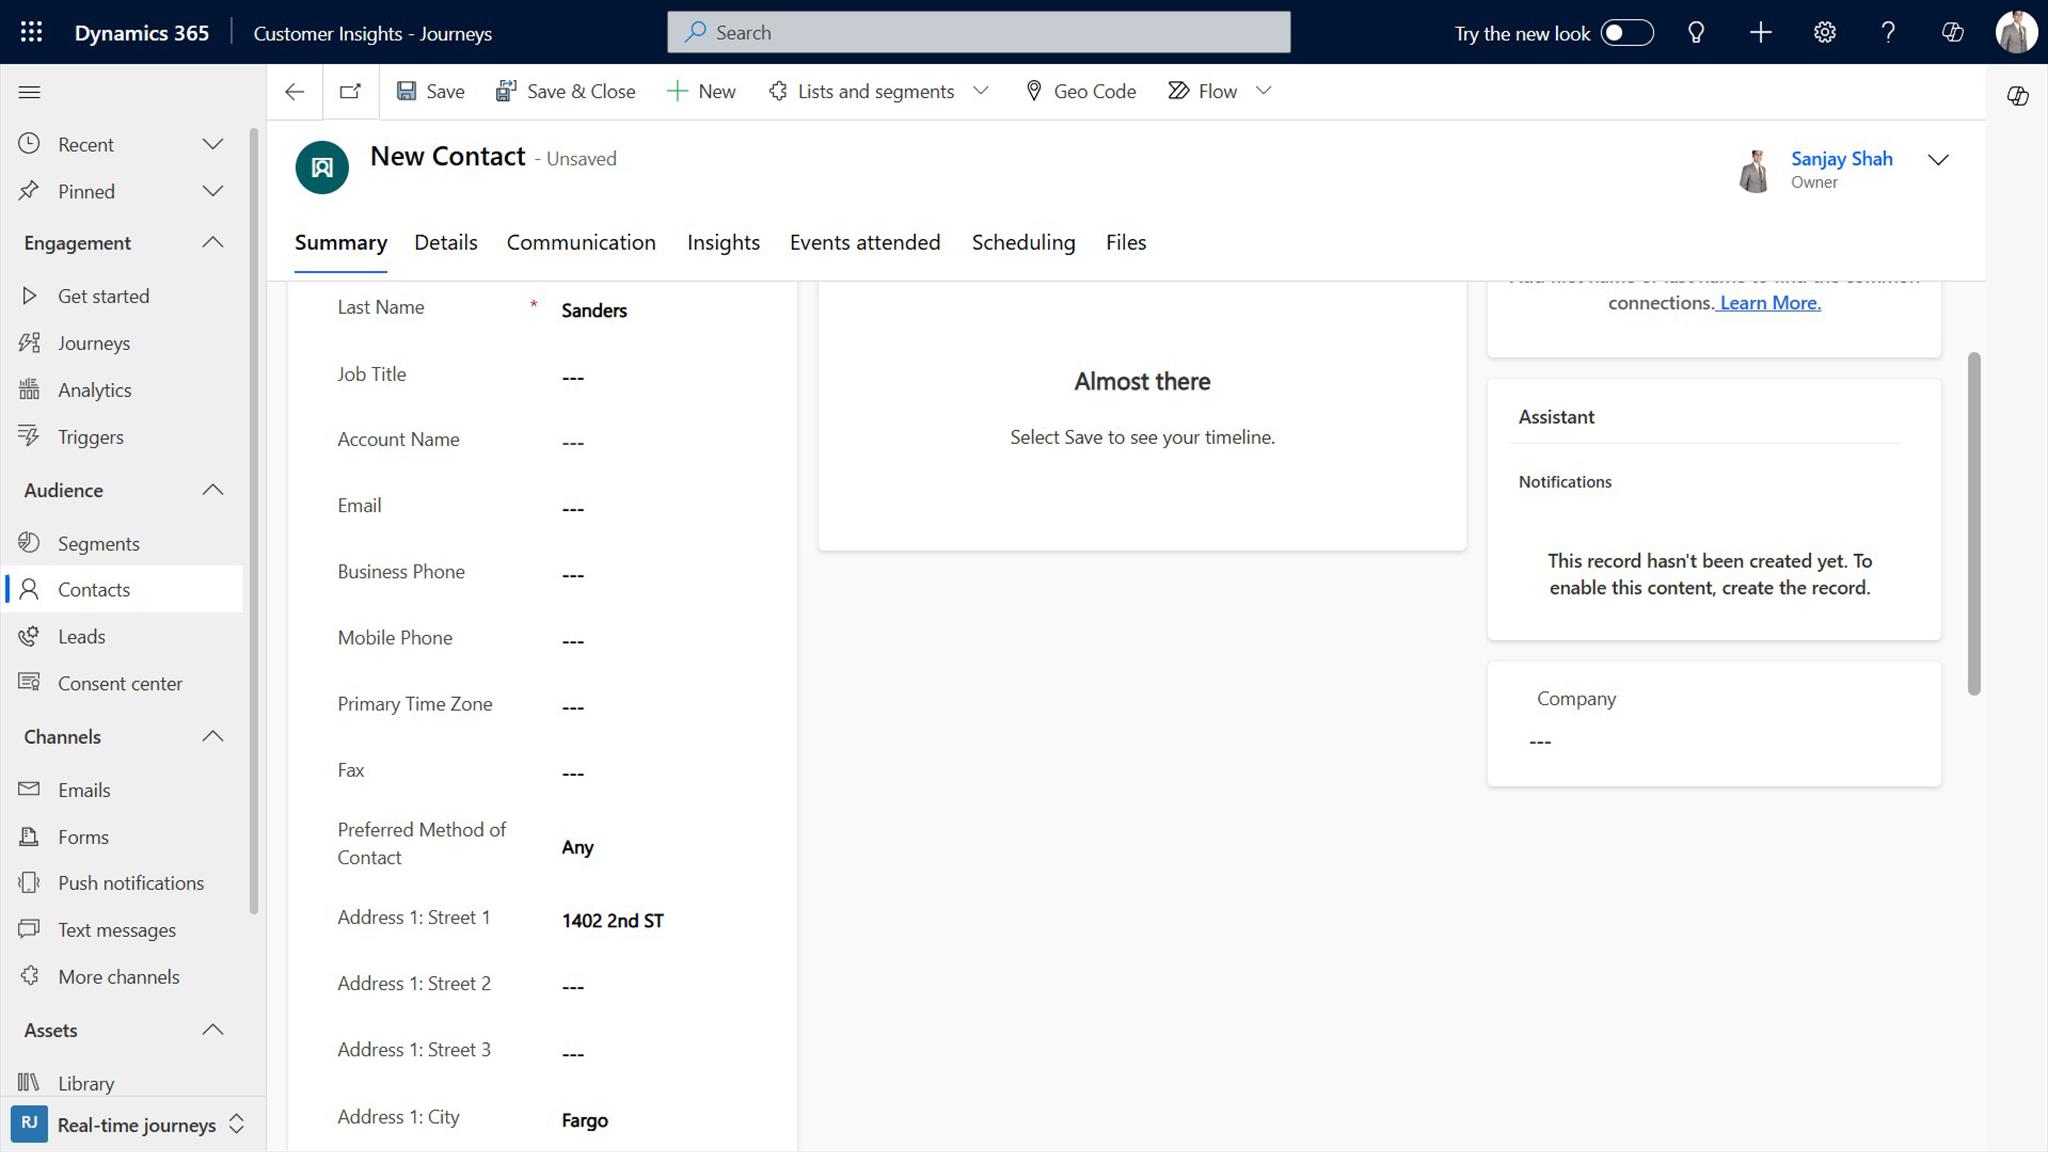 Dynamics 365
Customer Insights - Journeys
Search
Try the new look
Save
Save & Close
New
Lists and segments
Geo Code
Flow
Recent
Pinned
Engagement
Get started
Journeys
Analytics
Triggers
Audience
Segments
Contacts
Leads
Consent center
Channels
Emails
Forms
Push notifications
Text messages
More channels
Assets
Library
RJ
Real-time journeys
New Contact - Unsaved
Sanjay Shah
Owner
Summary
Details
Communication
Insights
Events attended
Scheduling
Files
Last Name * Sanders
Job Title ---
Account Name ---
Email ---
Business Phone ---
Mobile Phone ---
Primary Time Zone ---
Fax ---
Preferred Method of
Contact
Any
Address 1: Street 1 1402 2nd ST
Address 1: Street 2 ---
Address 1: Street 3 ---
Address 1: City Fargo
Almost there
Select Save to see your timeline.
connections. Learn More.
Assistant
Notifications
This record hasn't been created yet. To
enable this content, create the record.
Company
---